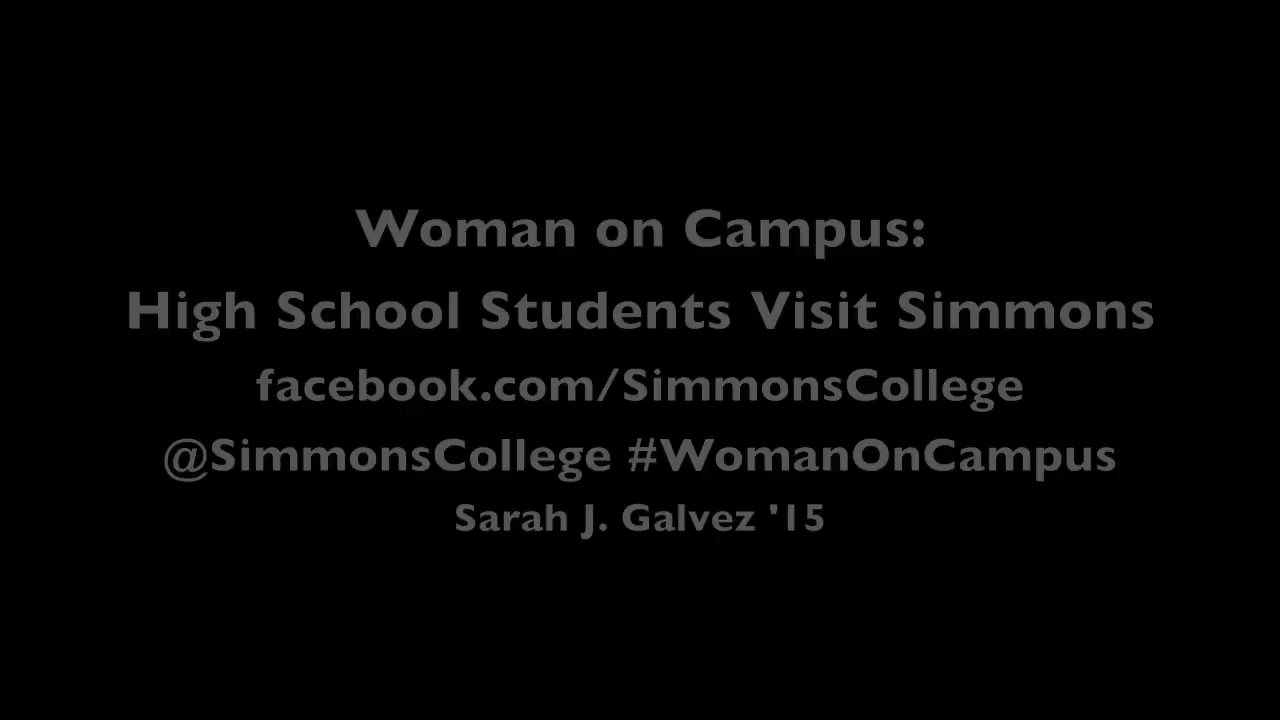 Woman on Campus:
High School Students Visit Simmons
facebook.com/SimmonsCollege
@SimmonsCollege #WomanOnCampus
Sarah J. Galvez '15